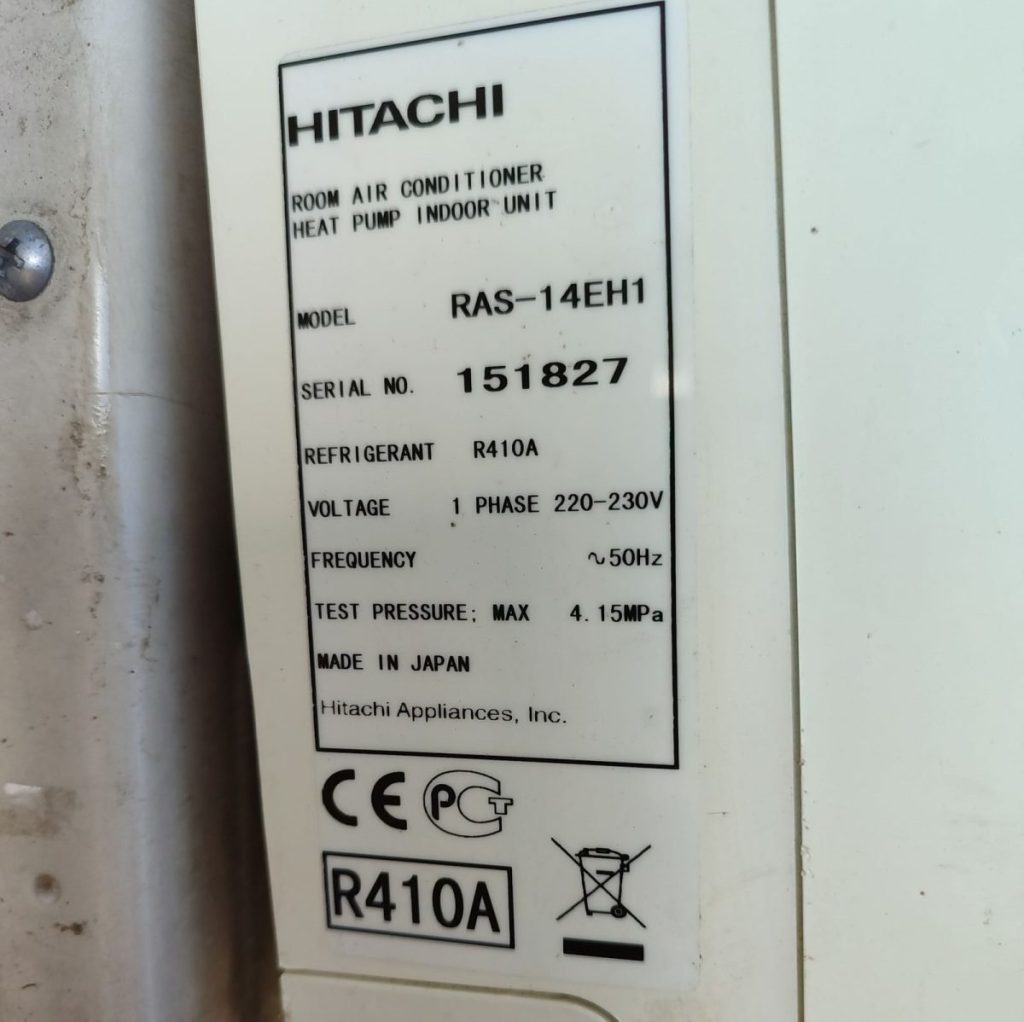 HITACHI
ROOM AIR CONDITIONER
HEAT PUMP INDOOR UNIT
MODEL RAS-14EH1
SERIAL NO. 151827
REFRIGERANT R410A
VOLTAGE 1 PHASE 220-230V
FREQUENCY ~50Hz
TEST PRESSURE; MAX 4.15MPa
MADE IN JAPAN
Hitachi Appliances, Inc.
CE PCT
R410A